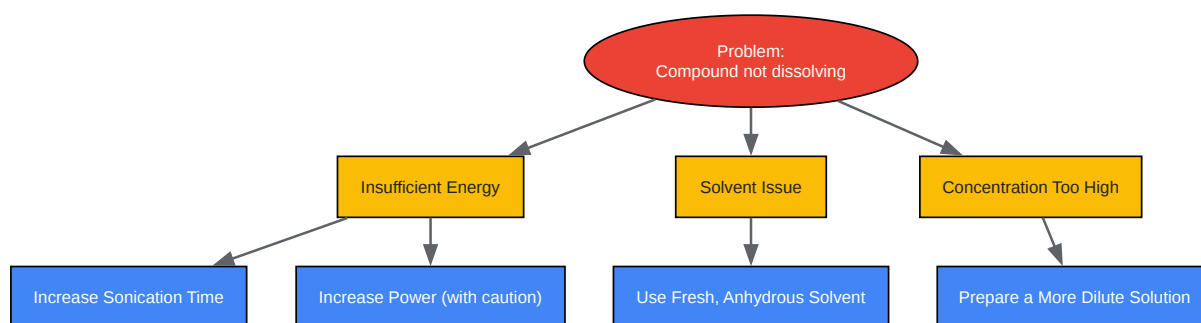 Problem:
Compound not dissolving
Insufficient Energy
Solvent Issue
Concentration Too High
Increase Sonication Time
Increase Power (with caution)
Use Fresh, Anhydrous Solvent
Prepare a More Dilute Solution